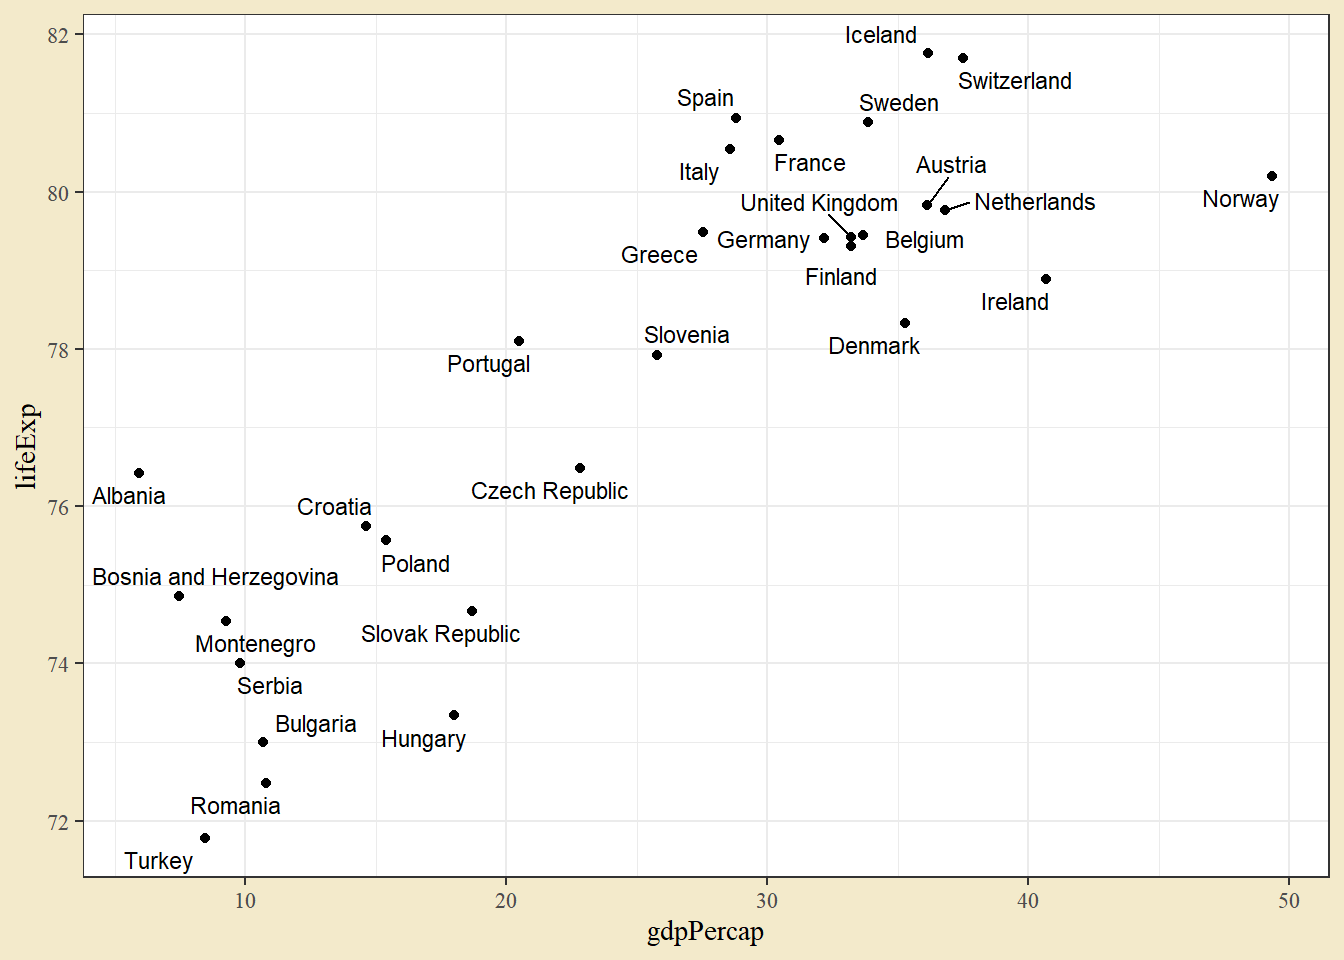 82
Iceland
Switzerland
Spain
Sweden
Italy
France
Austria
80
United Kingdom
Netherlands
Norway
Greece
Germany
Belgium
Finland
Ireland
78
Slovenia
Portugal
Denmark
lifeExp
Albania
Czech Republic
76
Croatia
Poland
Bosnia and Herzegovina
Montenegro
Slovak Republic
74
Serbia
Bulgaria
Hungary
Romania
72
Turkey
10 20 30 40 50
gdpPercap